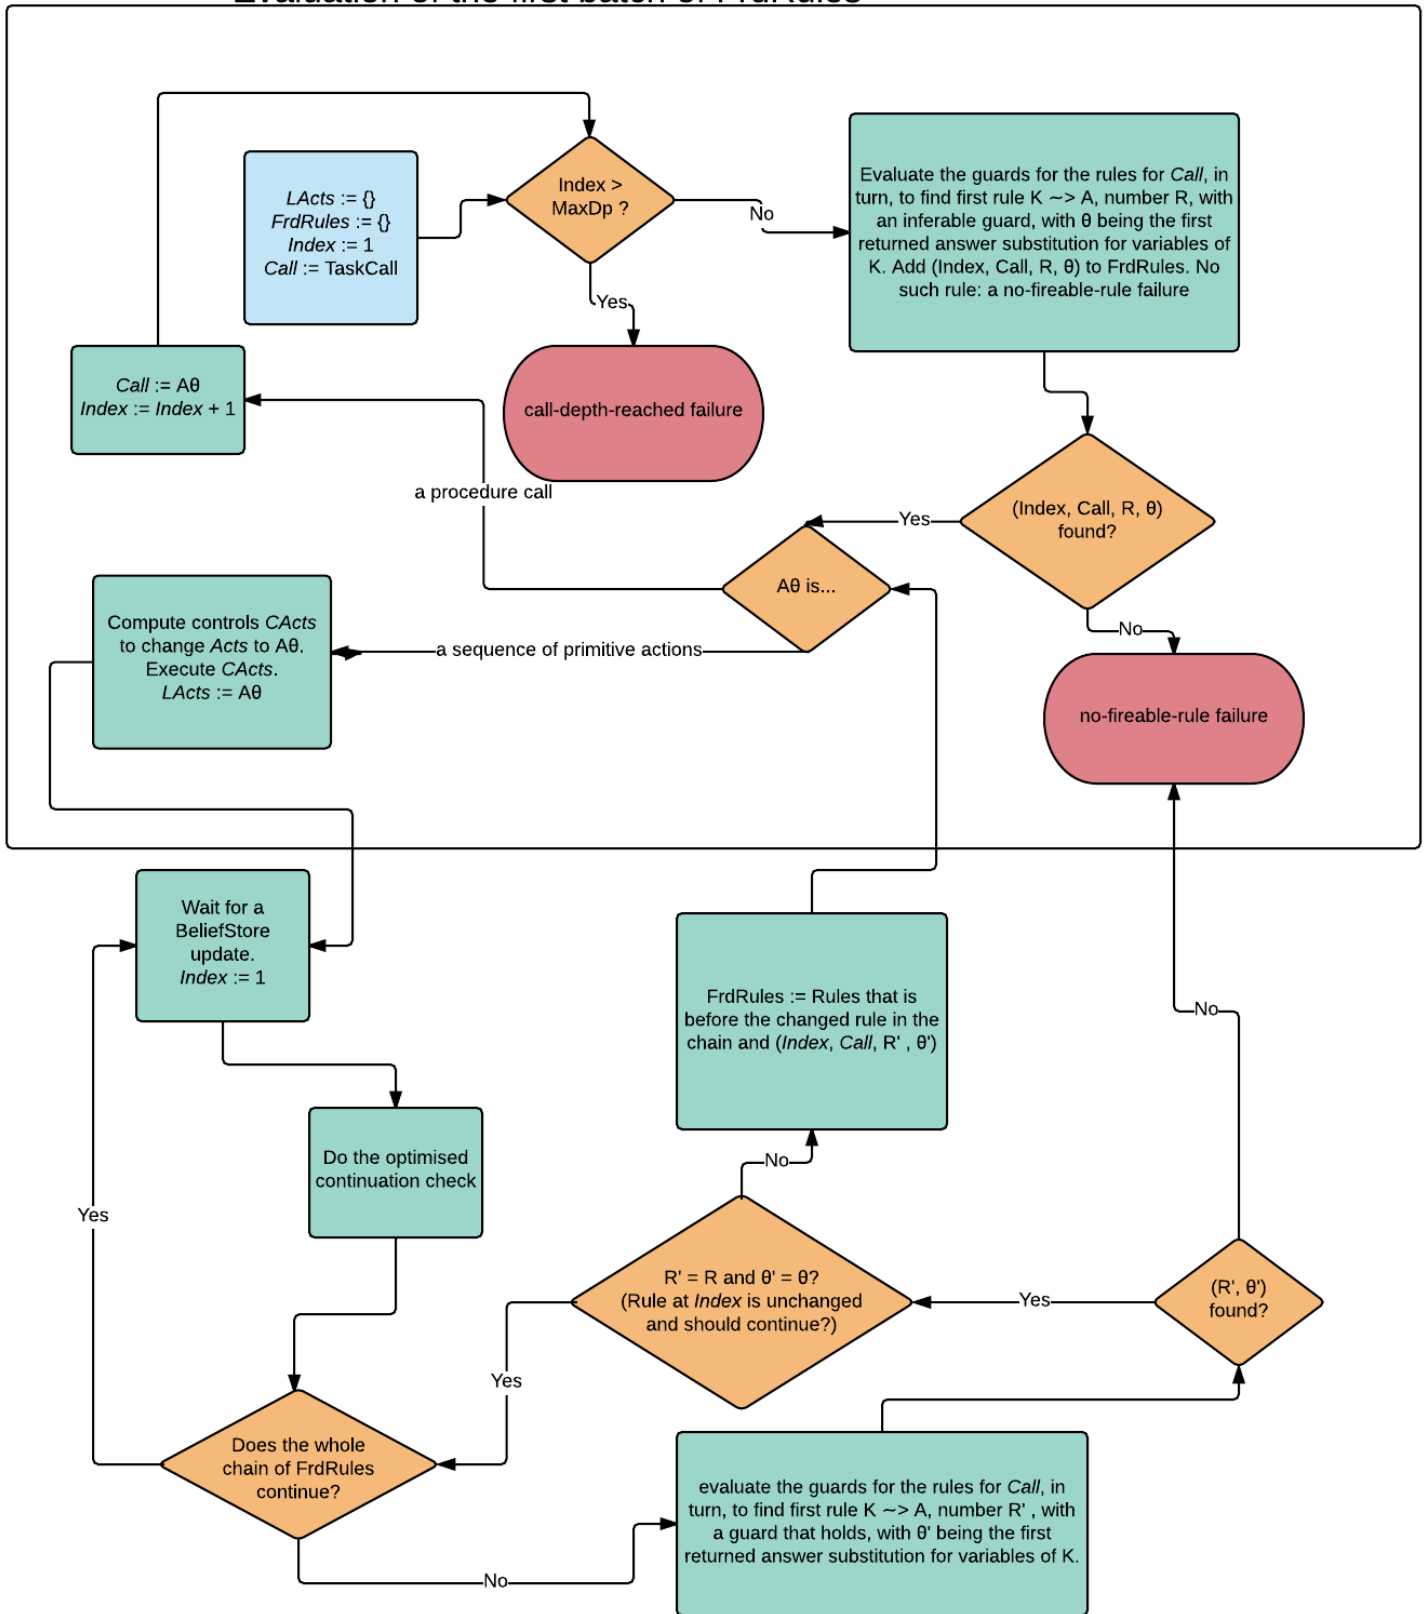 Evaluation of the first batch of FrdRules
LActs := {}
FrdRules := {}
Index := 1
Call := TaskCall
Index >
MaxDp ?
No
Evaluate the guards for the rules for Call, in
turn, to find first rule K ~> A, number R, with
an inferable guard, with θ being the first
returned answer substitution for variables of
K. Add (Index, Call, R, θ) to FrdRules. No
such rule: a no-fireable-rule failure
Yes
Call := Aθ
Index := Index + 1
call-depth-reached failure
a procedure call
(Index, Call, R, θ)
found?
Yes
Aθ is...
No
Compute controls CActs
to change Acts to Aθ.
Execute CActs.
LActs := Aθ
a sequence of primitive actions
no-fireable-rule failure
Wait for a
BeliefStore
update.
Index := 1
FrdRules := Rules that is
before the changed rule in the
chain and (Index, Call, R' , θ')
No
Do the optimised
continuation check
No
Yes
R' = R and θ' = θ?
(Rule at Index is unchanged
and should continue?)
Yes
(R', θ')
found?
Yes
Does the whole
chain of FrdRules
continue?
evaluate the guards for the rules for Call, in
turn, to find first rule K ~> A, number R' , with
a guard that holds, with θ' being the first
returned answer substitution for variables of K.
No